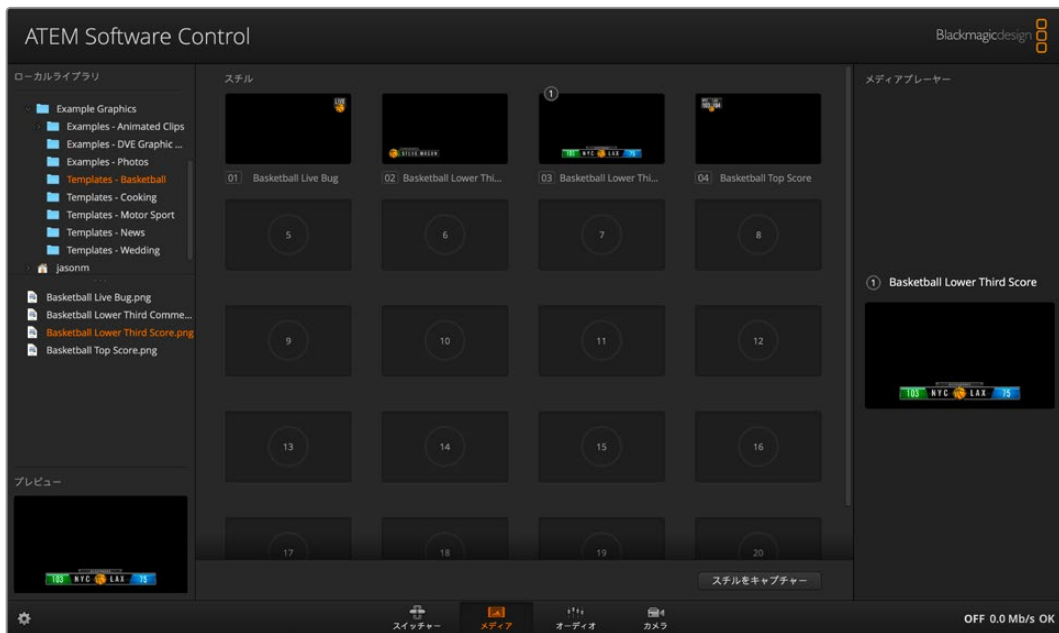 ATEM Software Control
Blackmagicdesign
ローカルライブラリ
Example Graphics
Examples - Animated Clips
Examples - DVE Graphic ...
Examples - Photos
Templates - Basketball
Templates - Cooking
Templates - Motor Sport
Templates - News
Templates - Wedding
jasonm
Basketball Live Bug.png
Basketball Lower Third Comme...
Basketball Lower Third Score.png
Basketball Top Score.png
プレビュー
103 NYC LAX 75
スチル
LIVE
STEVE MASON
1
103 NYC LAX 75
01 Basketball Live Bug
02 Basketball Lower Thi...
03 Basketball Lower Thi...
04 Basketball Top Score
5
6
7
8
9
10
11
12
13
14
15
16
17
18
19
20
スチルをキャプチャー
メディアプレーヤー
1 Basketball Lower Third Score
103 NYC LAX 75
スイッチャー
メディア
オーディオ
カメラ
OFF 0.0 Mb/s OK